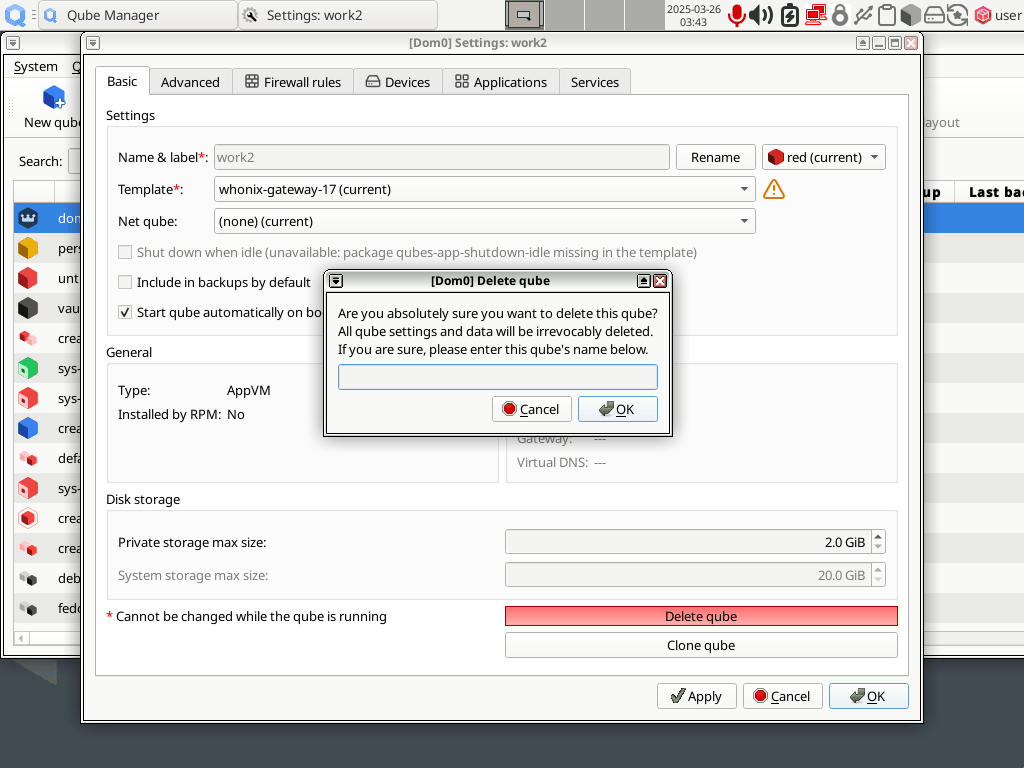 Qube Manager
Settings: work2
2025-03-26
03:43
user
[Dom0] Settings: work2
System
New qube
Search:
Basic
Advanced
Firewall rules
Devices
Applications
Services
Settings
Name & label*:
work2
Rename
red (current)
Template*:
whonix-gateway-17 (current)
Net qube:
(none) (current)
Shut down when idle (unavailable: package qubes-app-shutdown-idle missing in the template)
Include in backups by default
Start qube automatically on bo
[Dom0] Delete qube
Are you absolutely sure you want to delete this qube?
All qube settings and data will be irrevocably deleted.
If you are sure, please enter this qube's name below.
Cancel
OK
General
Type:
AppVM
Installed by RPM:
No
Gateway:
---
Virtual DNS:
---
Disk storage
Private storage max size:
2.0 GiB
System storage max size:
20.0 GiB
* Cannot be changed while the qube is running
Delete qube
Clone qube
Apply
Cancel
OK
ayout
up
Last ba
dom
pers
unt
vau
crea
sys-
sys-
crea
defa
sys-
crea
crea
deb
fedo